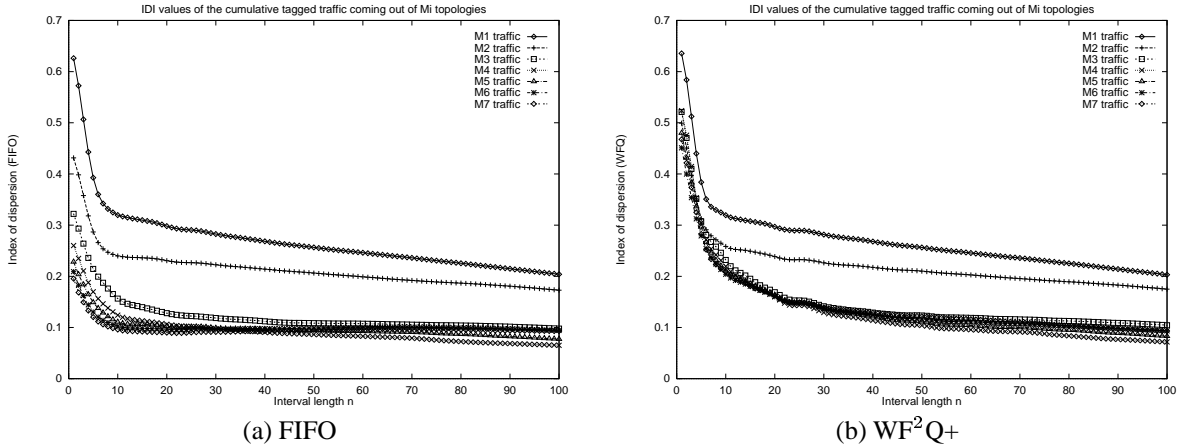 IDI values of the cumulative tagged traffic coming out of Mi topologies
0.7
0.6
0.5
0.4
0.3
0.2
0.1
0
Index of dispersion (FIFO)
M1 traffic
M2 traffic
M3 traffic
M4 traffic
M5 traffic
M6 traffic
M7 traffic
0 10 20 30 40 50 60 70 80 90 100
Interval length n
(a) FIFO
IDI values of the cumulative tagged traffic coming out of Mi topologies
0.7
0.6
0.5
0.4
0.3
0.2
0.1
0
Index of dispersion (WFQ)
M1 traffic
M2 traffic
M3 traffic
M4 traffic
M5 traffic
M6 traffic
M7 traffic
0 10 20 30 40 50 60 70 80 90 100
Interval length n
(b) WF²Q+